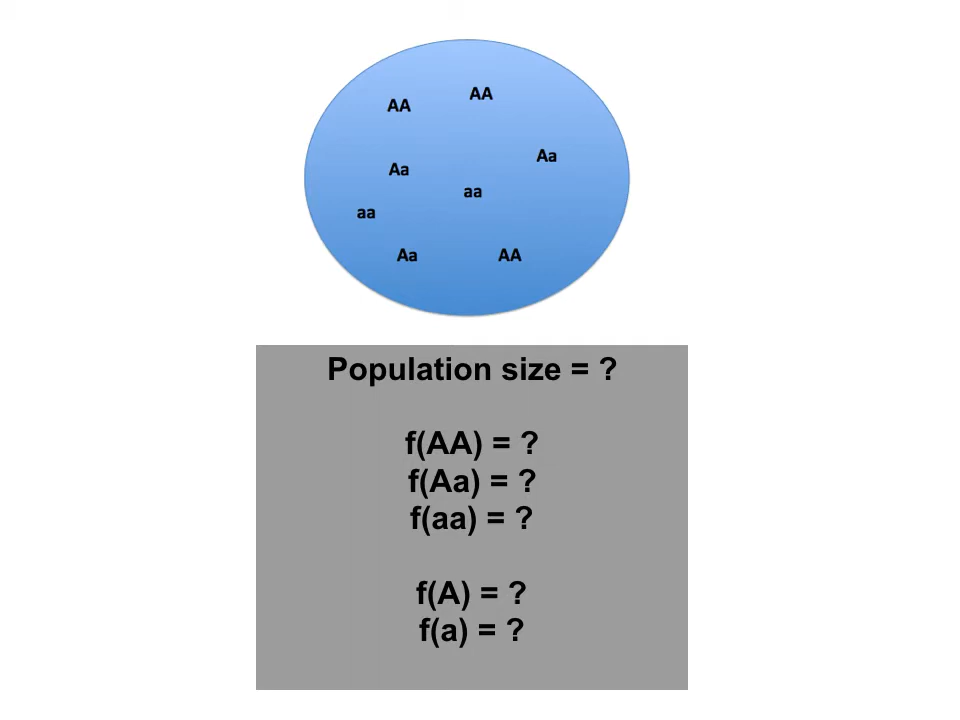 AA
AA
Aa
Aa
aa
aa
Aa
AA
Population size = ?
f(AA) = ?
f(Aa) = ?
f(aa) = ?
f(A) = ?
f(a) = ?